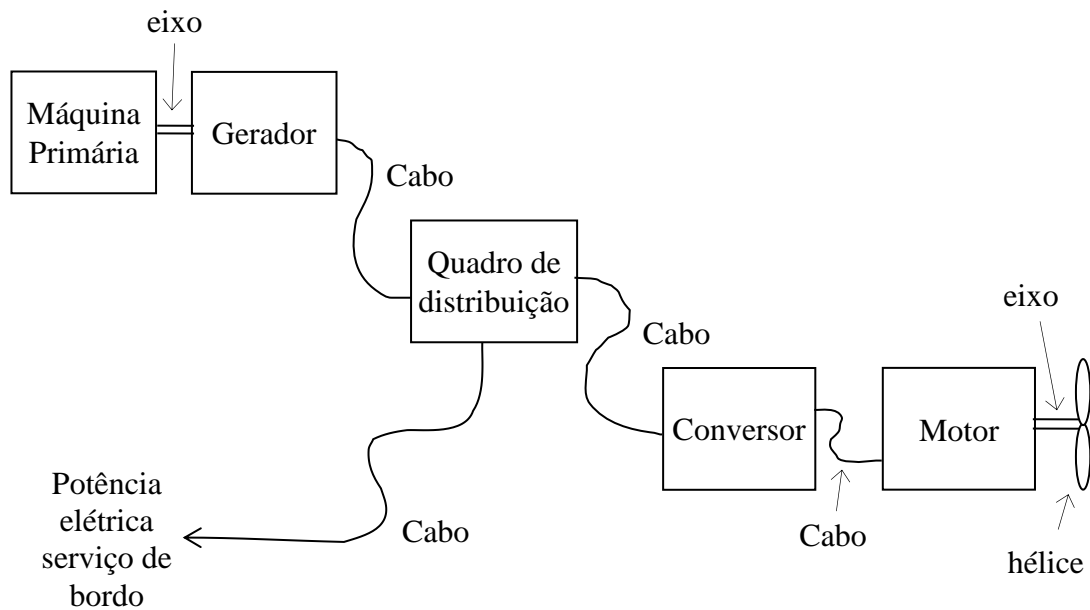 eixo
Máquina
Primária
Gerador
Cabo
Quadro de
distribuição
Cabo
eixo
Conversor
Motor
Potência
elétrica
serviço de
bordo
Cabo
Cabo
hélice